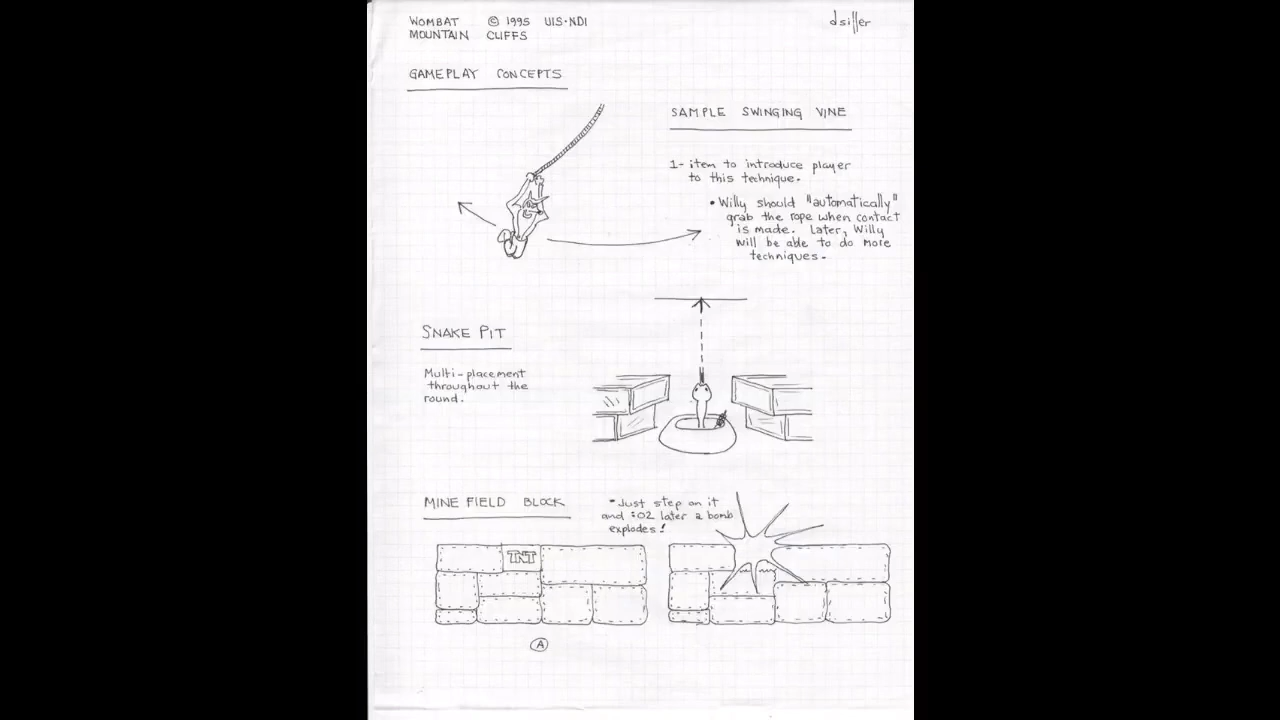 WOMBAT © 1995 UIS·NDI
MOUNTAIN CLIFFS
dsiller
GAMEPLAY CONCEPTS
SAMPLE SWINGING VINE
1- item to introduce player
to this technique.
• Willy should "automatically"
grab the rope when contact
is made. Later, Willy
will be able to do more
techniques.
SNAKE PIT
Multi-placement
throughout the
round.
MINE FIELD BLOCK
• Just step on it
and :02 later a bomb
explodes!
TNT
A